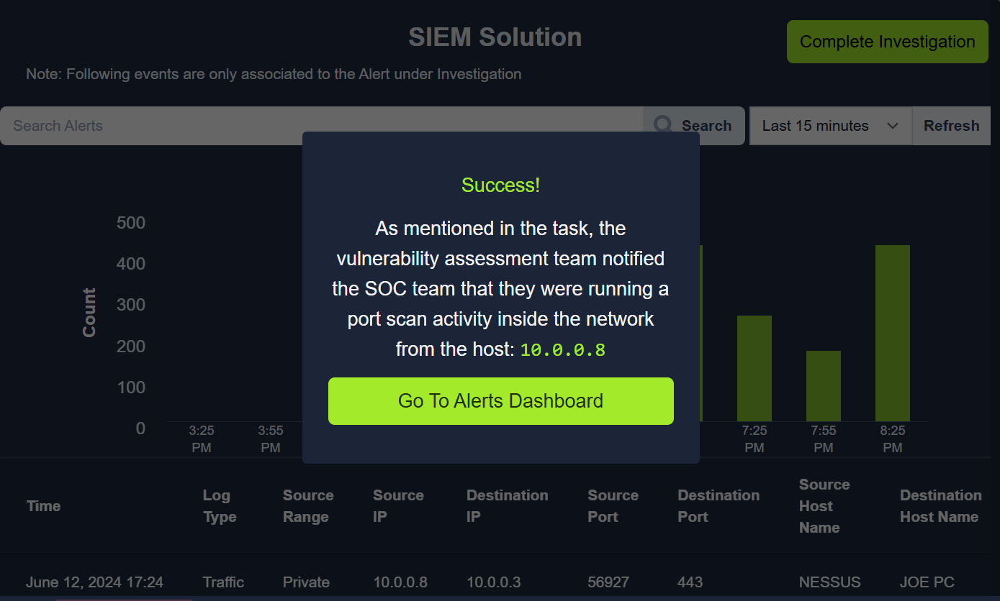 SIEM Solution
Complete Investigation
Note: Following events are only associated to the Alert under Investigation
Search Alerts
Search
Last 15 minutes
Refresh
Success!
As mentioned in the task, the
vulnerability assessment team notified
the SOC team that they were running a
port scan activity inside the network
from the host: 10.0.0.8
Go To Alerts Dashboard
Count
500
400
300
200
100
0
3:25
PM
3:55
PM
7:25
PM
7:55
PM
8:25
PM
Time
Log
Type
Source
Range
Source
IP
Destination
IP
Source
Port
Destination
Port
Source
Host
Name
Destination
Host Name
June 12, 2024 17:24 Traffic Private 10.0.0.8 10.0.0.3 56927 443 NESSUS JOE PC